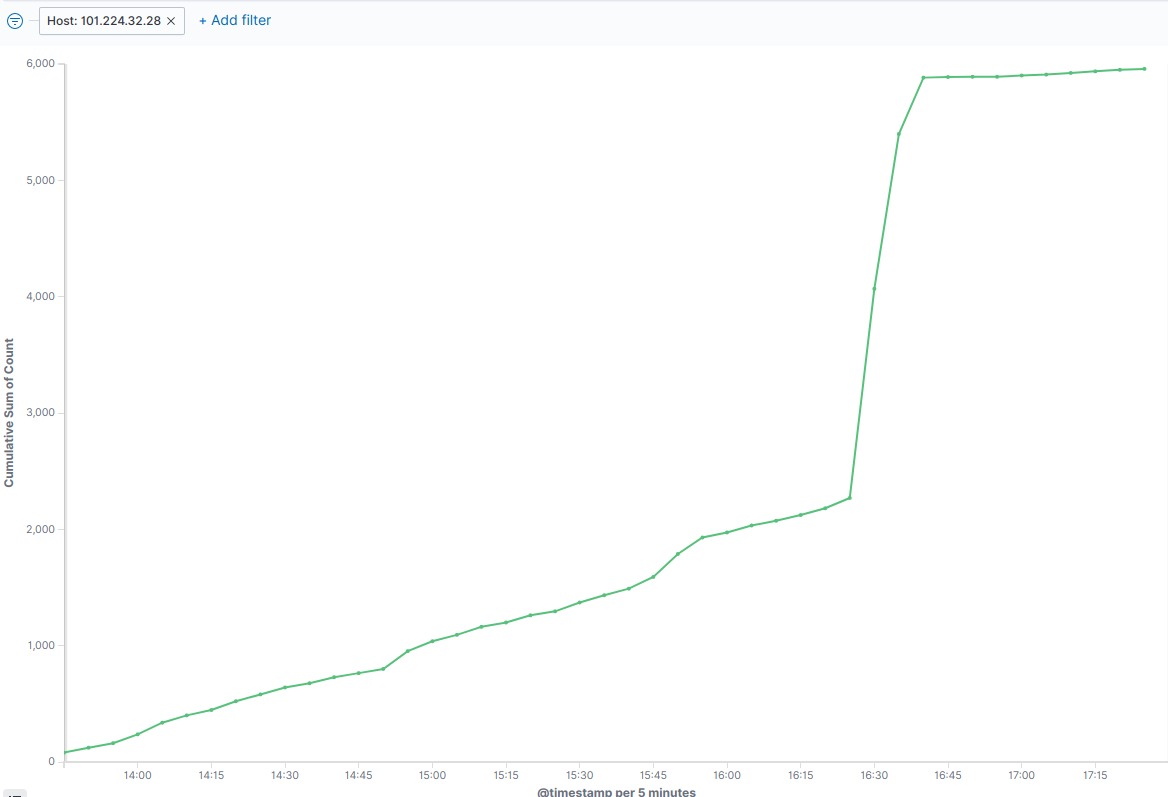 Host: 101.224.32.28 × + Add filter
6,000
5,000
4,000
3,000
2,000
1,000
0
Cumulative Sum of Count
14:00 14:15 14:30 14:45 15:00 15:15 15:30 15:45 16:00 16:15 16:30 16:45 17:00 17:15
@timestamp per 5 minutes